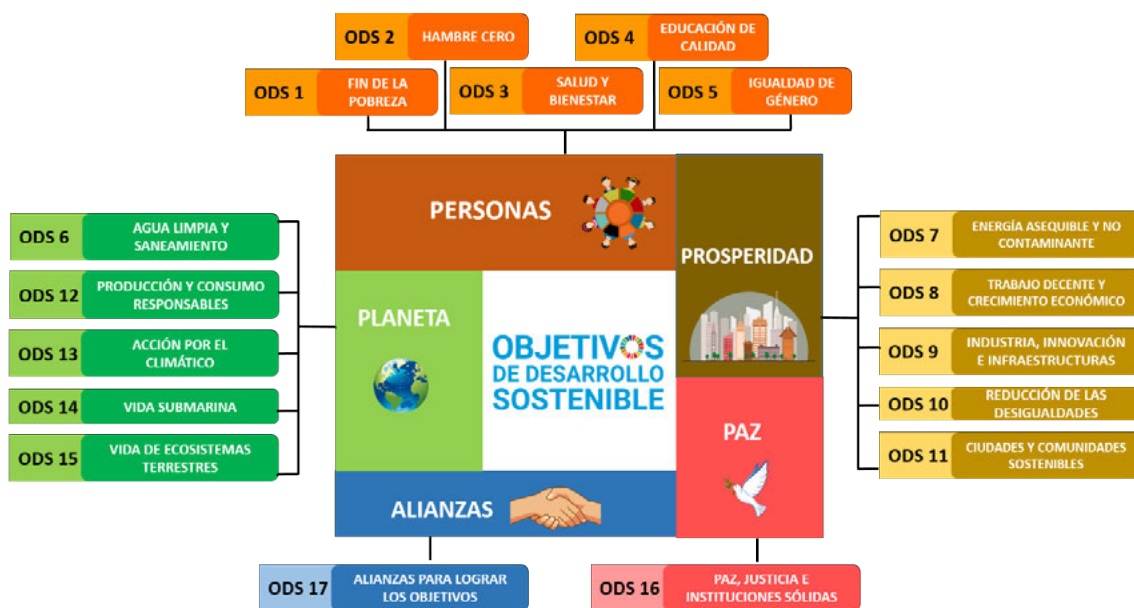 ODS 2
HAMBRE CERO
ODS 4
EDUCACIÓN DE
CALIDAD
ODS 1
FIN DE LA
POBREZA
ODS 3
SALUD Y
BIENESTAR
ODS 5
IGUALDAD DE
GÉNERO
PERSONAS
PROSPERIDAD
PLANETA
OBJETIVOS
DE DESARROLLO
SOSTENIBLE
PAZ
ALIANZAS
ODS 6
AGUA LIMPIA Y
SANEAMIENTO
ODS 12
PRODUCCIÓN Y CONSUMO
RESPONSABLES
ODS 13
ACCIÓN POR EL
CLIMÁTICO
ODS 14
VIDA SUBMARINA
ODS 15
VIDA DE ECOSISTEMAS
TERRESTRES
ODS 7
ENERGÍA ASEQUIBLE Y NO
CONTAMINANTE
ODS 8
TRABAJO DECENTE Y
CRECIMIENTO ECONÓMICO
ODS 9
INDUSTRIA, INNOVACIÓN
E INFRAESTRUCTURAS
ODS 10
REDUCCIÓN DE LAS
DESIGUALDADES
ODS 11
CIUDADES Y COMUNIDADES
SOSTENIBLES
ODS 17
ALIANZAS PARA LOGRAR
LOS OBJETIVOS
ODS 16
PAZ, JUSTICIA E
INSTITUCIONES SÓLIDAS